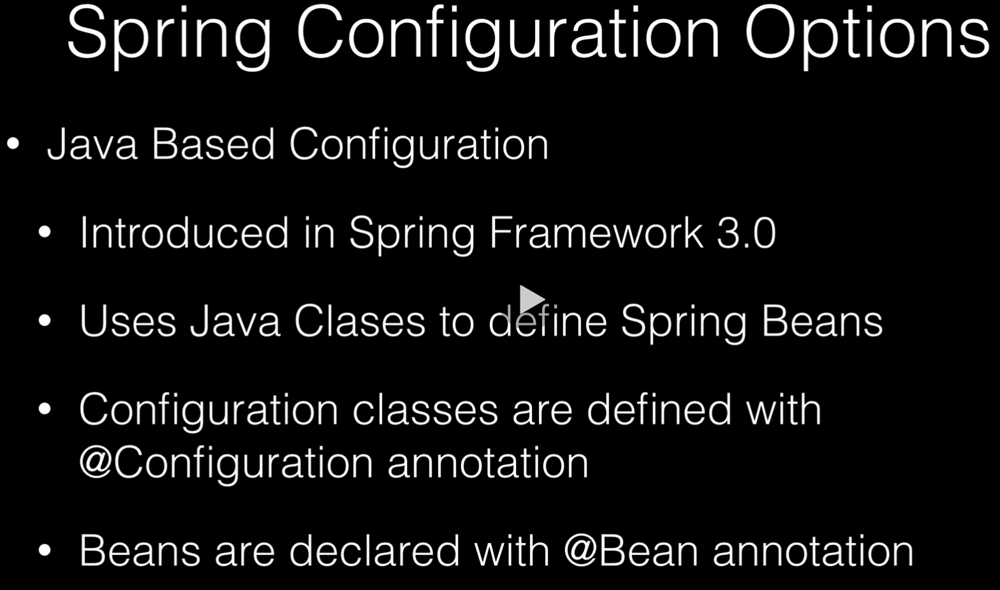 Spring Configuration Options
• Java Based Configuration
• Introduced in Spring Framework 3.0
• Uses Java Clases to define Spring Beans
• Configuration classes are defined with
@Configuration annotation
• Beans are declared with @Bean annotation